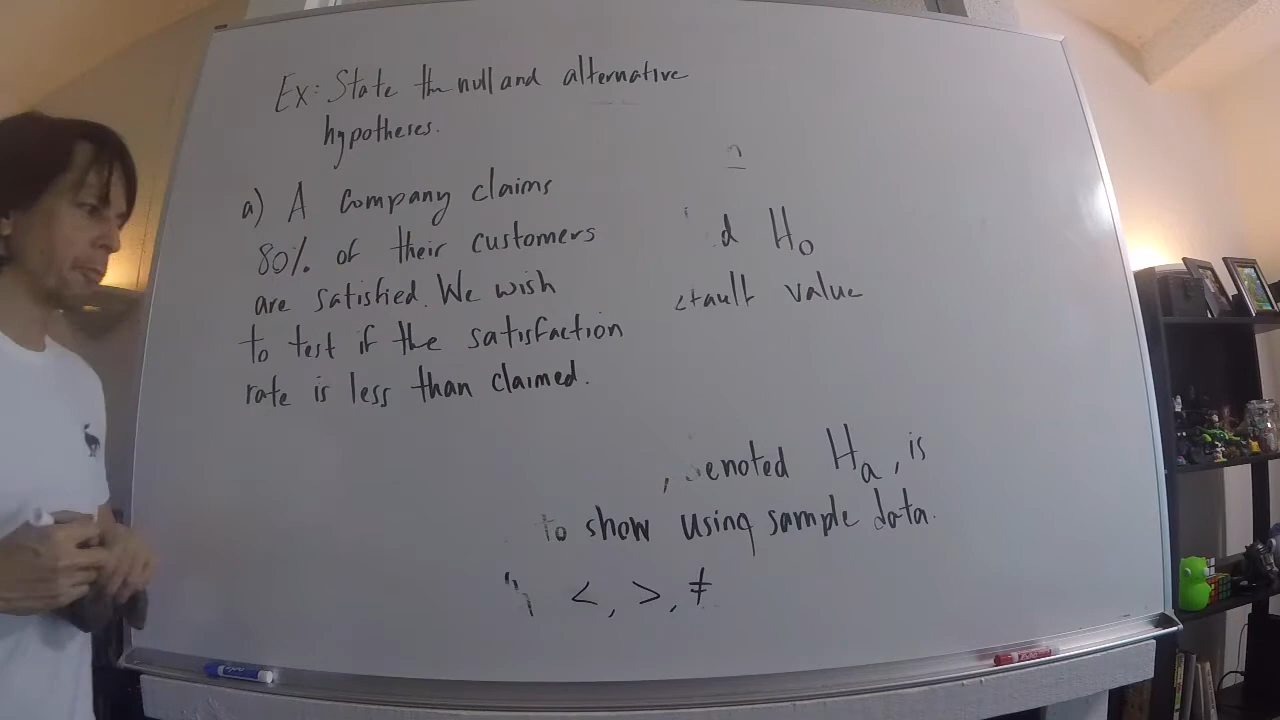 Ex: State the null and alternative
hypotheses.
a) A company claims
80% of their customers
are satisfied. We wish
to test if the satisfaction
rate is less than claimed.
d H₀
value
, enoted Hₐ, is
to show using sample data.
<, >, ≠